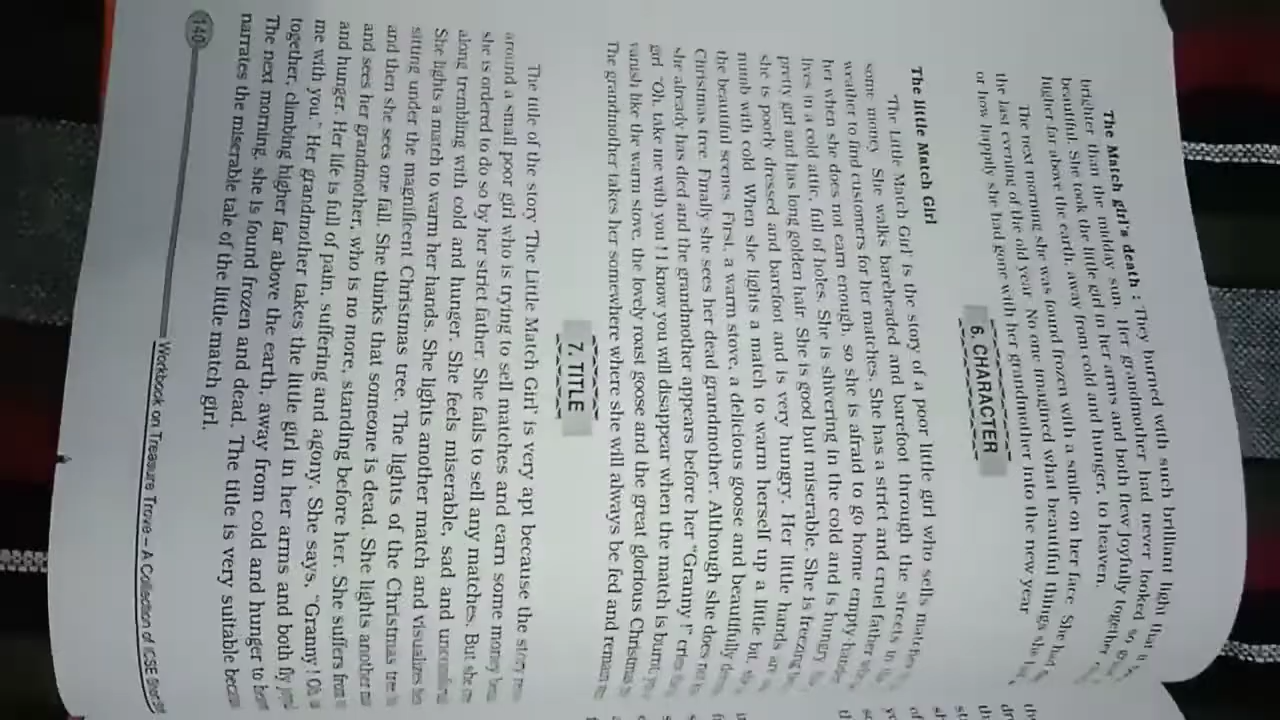 The Match girl's death : They burned with such brilliant light that it
brighter than the midday sun. Her grandmother had never looked so
beautiful. She took the little girl in her arms and both flew joyfully together
higher far above the earth, away from cold and hunger, to heaven.
The next morning she was found frozen with a smile on her face She had
the last evening of the old year No one imagined what beautiful things she
or how happily she had gone with her grandmother into the new year
6. CHARACTER
The little Match Girl
'The Little Match Girl' is the story of a poor little girl who sells matches
some money She walks bareheaded and barefoot through the streets in
weather to find customers for her matches. She has a strict and cruel father
her when she does not earn enough, so she is afraid to go home empty
lives in a cold attic, full of holes. She is shivering in the cold and is hungry
pretty girl and has long golden hair. She is good but miserable. She is freezing
she is poorly dressed and barefoot and is very hungry. Her little hands are
numb with cold When she lights a match to warm herself up a little but,
the beautiful scenes. First, a warm stove, a delicious goose and beautifully
Christmas tree. Finally she sees her dead grandmother. Although she does
she already has died and the grandmother appears before her "Granny!" cries
girl "Oh, take me with you ! I know you will disappear when the match is burnt
vanish like the warm stove, the lovely roast goose and the great glorious Christmas
The grandmother takes her somewhere where she will always be fed and remain
7. TITLE
The title of the story 'The Little Match Girl' is very apt because the story
around a small poor girl who is trying to sell matches and earn some money
she is ordered to do so by her strict father. She fails to sell any matches. But she
along trembling with cold and hunger. She feels miserable, sad and
She lights a match to warm her hands. She lights another match and visualizes
sitting under the magnificent Christmas tree. The lights of the Christmas tree
and then she sees one fall. She thinks that someone is dead. She lights another
and sees her grandmother, who is no more, standing before her. She suffers from
and hunger. Her life is full of pain, suffering and agony. She says, "Granny !
me with you." Her grandmother takes the little girl in her arms and both fly
together, climbing higher far above the earth, away from cold and hunger to
The next morning, she is found frozen and dead. The title is very suitable
narrates the miserable tale of the little match girl.
140
Workbook on Treasure Trove – A Collection of ICSE